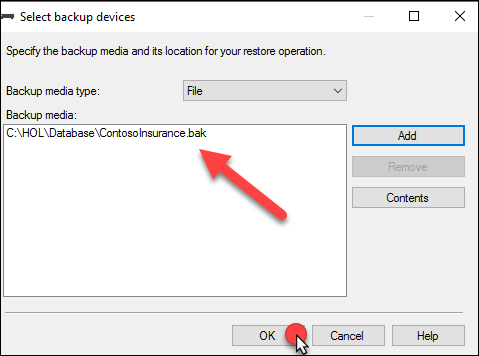 Select backup devices
Specify the backup media and its location for your restore operation.
Backup media type:
File
Backup media:
C:\HOL\Database\ContosoInsurance.bak
Add
Remove
Contents
OK
Cancel
Help